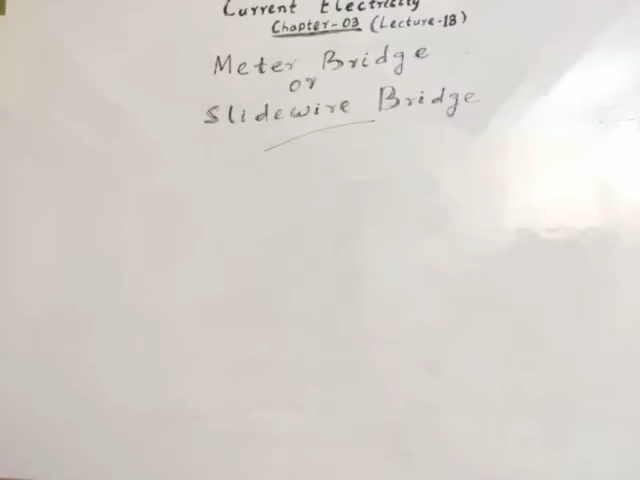 Current Electricity
Chapter-03 (Lecture-18)
Meter Bridge
or
Slidewire Bridge